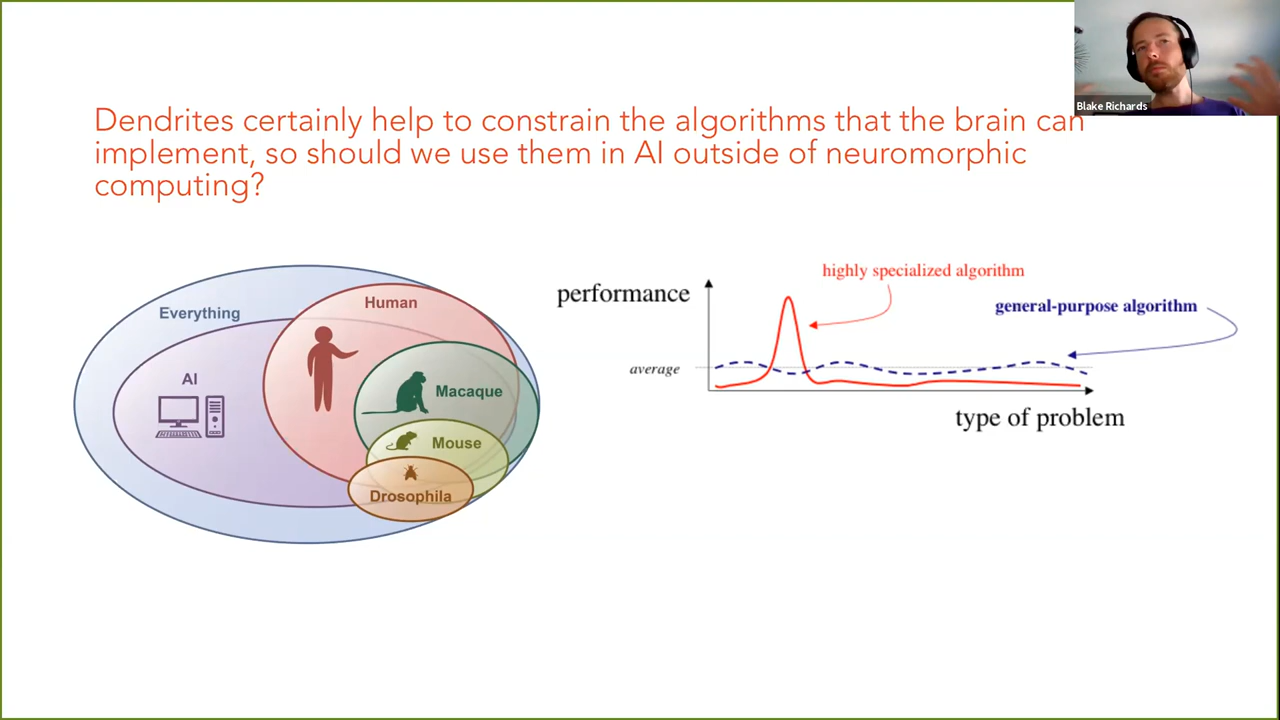 Blake Richards
Dendrites certainly help to constrain the algorithms that the brain can
implement, so should we use them in AI outside of neuromorphic
computing?
Everything
Human
AI
Macaque
Mouse
Drosophila
highly specialized algorithm
performance
general-purpose algorithm
average
type of problem